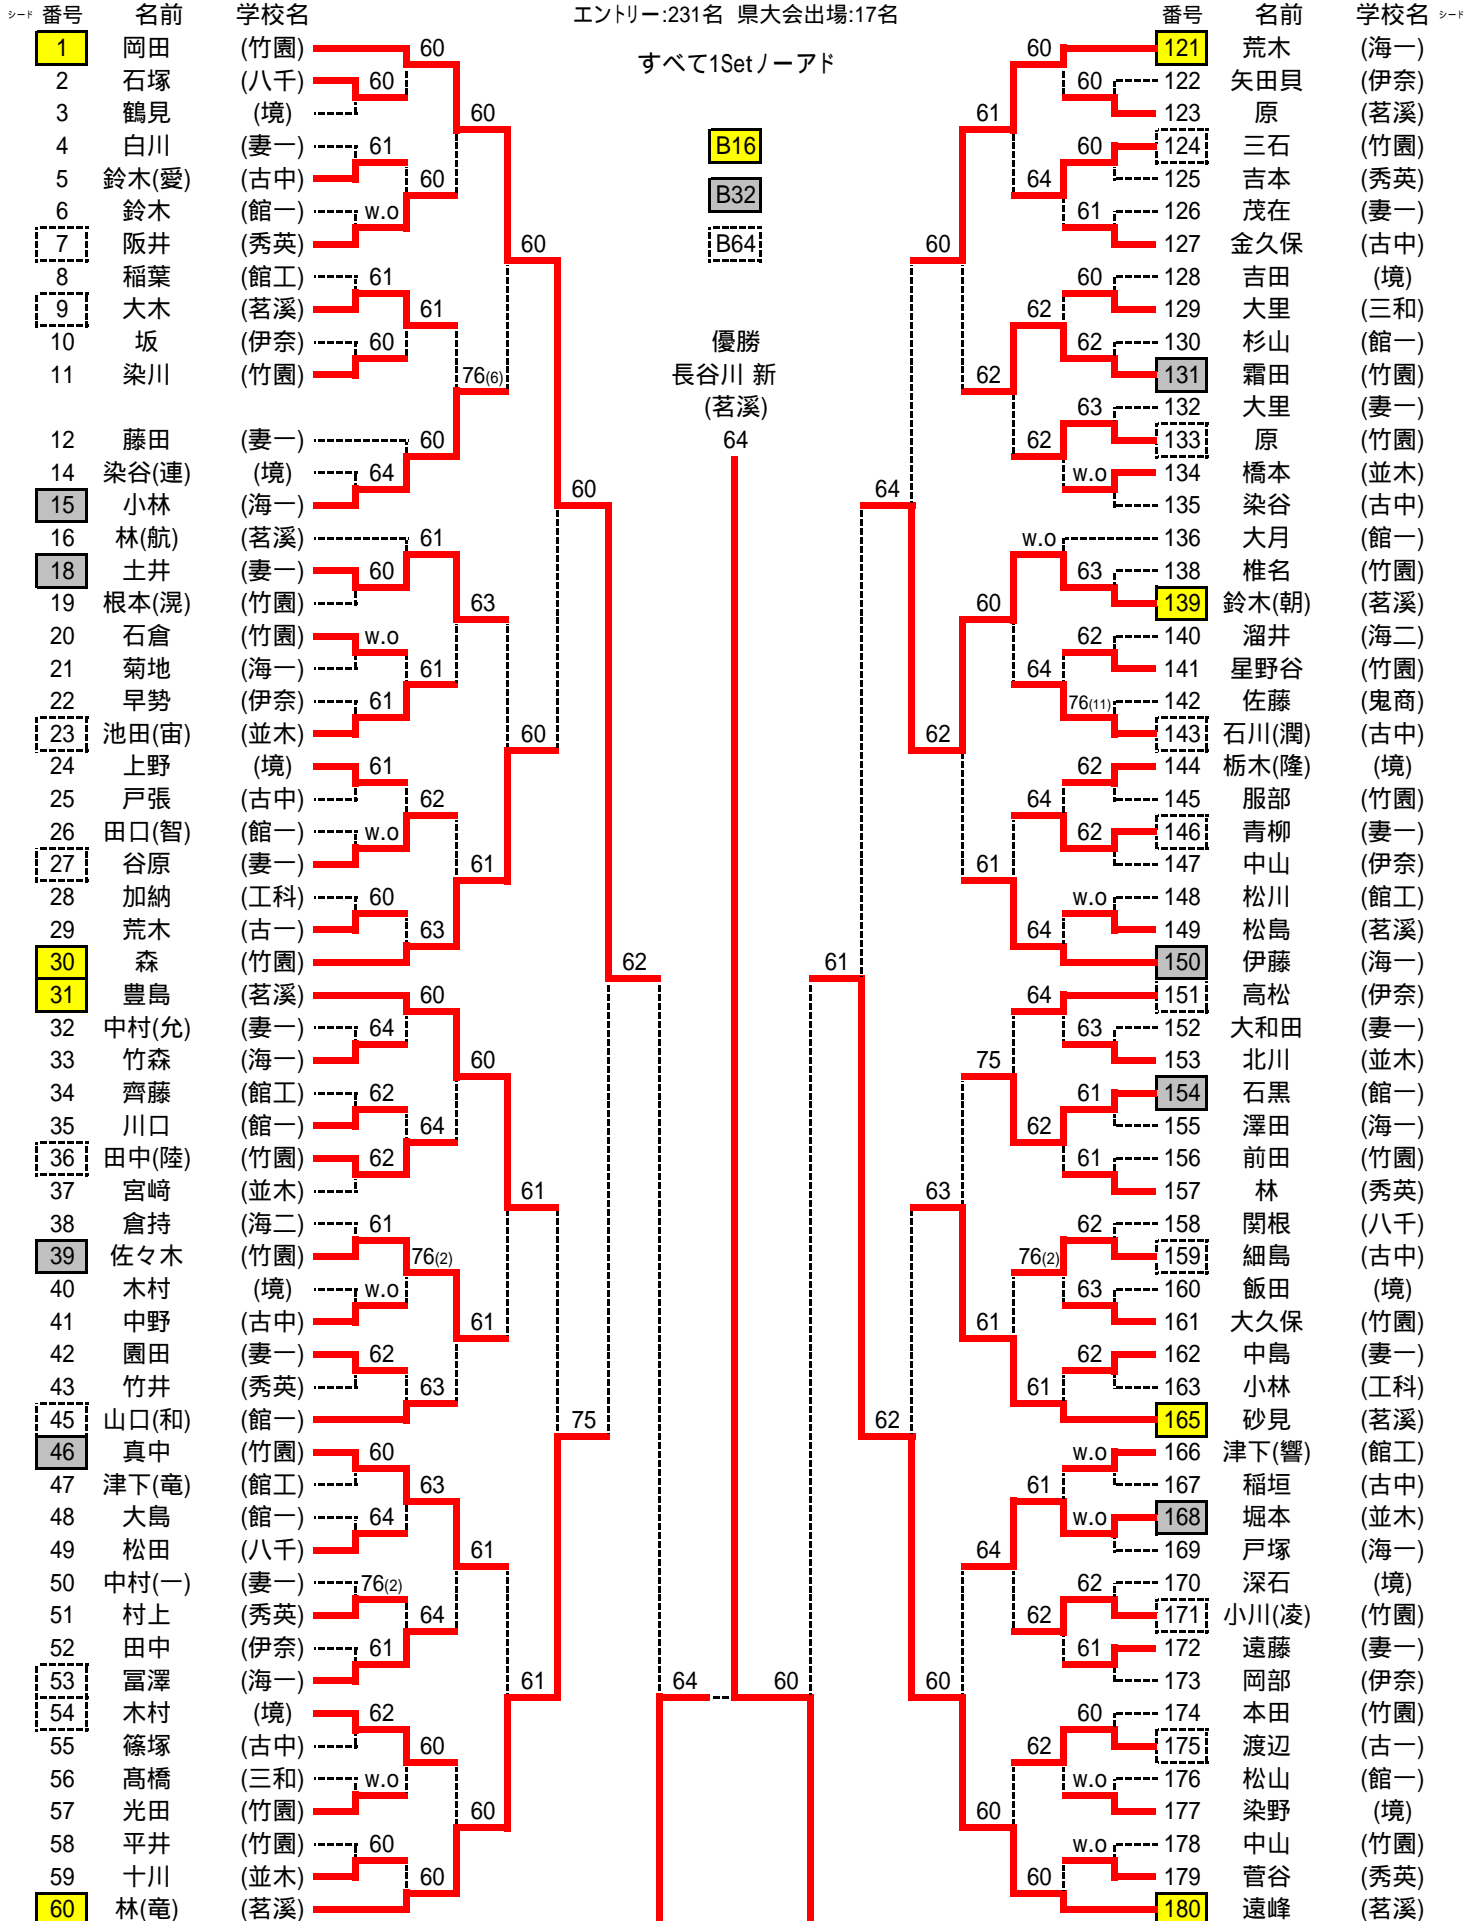 シード 番号 名前 学校名 エントリー:231名 県大会出場:17名 番号 名前 学校名 シード
すべて1Setノーアド
B16
B32
B64
優勝
長谷川 新
(茗溪)
64
1 岡田 (竹園)
2 石塚 (八千)
3 鶴見 (境)
4 白川 (妻一)
5 鈴木(愛) (古中)
6 鈴木 (館一)
7 阪井 (秀英)
8 稲葉 (館工)
9 大木 (茗溪)
10 坂 (伊奈)
11 染川 (竹園)
12 藤田 (妻一)
14 染谷(連) (境)
15 小林 (海一)
16 林(航) (茗溪)
18 土井 (妻一)
19 根本(滉) (竹園)
20 石倉 (竹園)
21 菊地 (海一)
22 早勢 (伊奈)
23 池田(宙) (並木)
24 上野 (境)
25 戸張 (古中)
26 田口(智) (館一)
27 谷原 (妻一)
28 加納 (工科)
29 荒木 (古一)
30 森 (竹園)
31 豊島 (茗溪)
32 中村(允) (妻一)
33 竹森 (海一)
34 齊藤 (館工)
35 川口 (館一)
36 田中(陸) (竹園)
37 宮﨑 (並木)
38 倉持 (海二)
39 佐々木 (竹園)
40 木村 (境)
41 中野 (古中)
42 園田 (妻一)
43 竹井 (秀英)
45 山口(和) (館一)
46 真中 (竹園)
47 津下(竜) (館工)
48 大島 (館一)
49 松田 (八千)
50 中村(一) (妻一)
51 村上 (秀英)
52 田中 (伊奈)
53 冨澤 (海一)
54 木村 (境)
55 篠塚 (古中)
56 髙橋 (三和)
57 光田 (竹園)
58 平井 (竹園)
59 十川 (並木)
60 林(竜) (茗溪)
60
61
w.o
61
60
64
60
w.o
61
61
w.o
60
64
62
62
61
w.o
62
60
64
76(2)
61
62
w.o
60
60
60
61
60
61
61
62
63
60
64
76(2)
63
63
64
60
60
60
76(6)
63
61
60
61
61
60
60
60
61
61
60
75
62
64
121 荒木 (海一)
122 矢田貝 (伊奈)
123 原 (茗溪)
124 三石 (竹園)
125 吉本 (秀英)
126 茂在 (妻一)
127 金久保 (古中)
128 吉田 (境)
129 大里 (三和)
130 杉山 (館一)
131 霜田 (竹園)
132 大里 (妻一)
133 原 (竹園)
134 橋本 (並木)
135 染谷 (古中)
136 大月 (館一)
138 椎名 (竹園)
139 鈴木(朝) (茗溪)
140 溜井 (海二)
141 星野谷 (竹園)
142 佐藤 (鬼商)
143 石川(潤) (古中)
144 栃木(隆) (境)
145 服部 (竹園)
146 青柳 (妻一)
147 中山 (伊奈)
148 松川 (館工)
149 松島 (茗溪)
150 伊藤 (海一)
151 高松 (伊奈)
152 大和田 (妻一)
153 北川 (並木)
154 石黒 (館一)
155 澤田 (海一)
156 前田 (竹園)
157 林 (秀英)
158 関根 (八千)
159 細島 (古中)
160 飯田 (境)
161 大久保 (竹園)
162 中島 (妻一)
163 小林 (工科)
165 砂見 (茗溪)
166 津下(響) (館工)
167 稲垣 (古中)
168 堀本 (並木)
169 戸塚 (海一)
170 深石 (境)
171 小川(凌) (竹園)
172 遠藤 (妻一)
173 岡部 (伊奈)
174 本田 (竹園)
175 渡辺 (古一)
176 松山 (館一)
177 染野 (境)
178 中山 (竹園)
179 菅谷 (秀英)
180 遠峰 (茗溪)
60
60
61
60
62
63
w.o
63
62
76(11)
62
62
w.o
63
61
61
62
63
62
w.o
w.o
62
61
60
w.o
w.o
60
64
62
62
w.o
64
64
64
64
62
76(2)
61
61
62
62
60
61
62
60
61
75
61
64
60
60
62
63
60
64
62
61
60